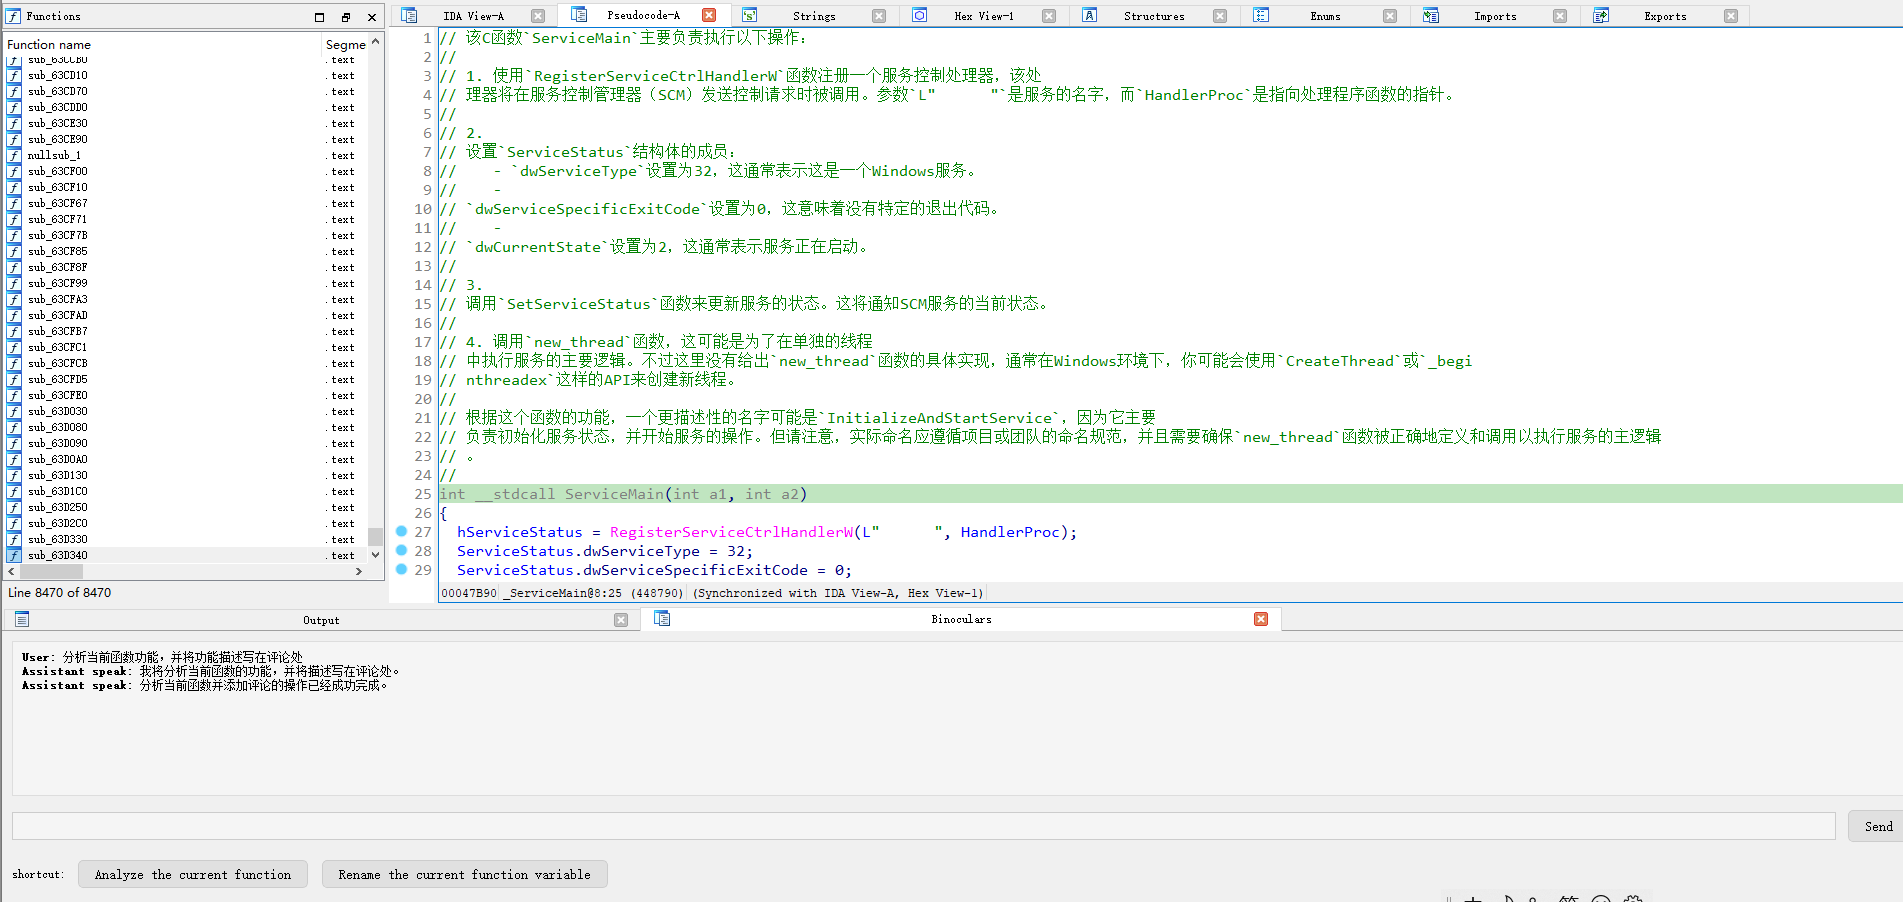 Functions
Function name Segme
sub_63CCB0 .text
sub_63CD10 .text
sub_63CD70 .text
sub_63CDD0 .text
sub_63CE30 .text
sub_63CE90 .text
nullsub_1 .text
sub_63CF00 .text
sub_63CF10 .text
sub_63CF67 .text
sub_63CF71 .text
sub_63CF7B .text
sub_63CF85 .text
sub_63CF8F .text
sub_63CF99 .text
sub_63CFA3 .text
sub_63CFAD .text
sub_63CFB7 .text
sub_63CFC1 .text
sub_63CFCB .text
sub_63CFD5 .text
sub_63CFE0 .text
sub_63D030 .text
sub_63D080 .text
sub_63D090 .text
sub_63D0A0 .text
sub_63D130 .text
sub_63D1C0 .text
sub_63D250 .text
sub_63D2C0 .text
sub_63D330 .text
sub_63D340 .text
Line 8470 of 8470
IDA View-A Pseudocode-A Strings Hex View-1 Structures Enums Imports Exports
1 // 该C函数`ServiceMain`主要负责执行以下操作：
2 //
3 // 1. 使用`RegisterServiceCtrlHandlerW`函数注册一个服务控制处理器，该处
4 // 理器将在服务控制管理器（SCM）发送控制请求时被调用。参数`L" "`是服务的名字，而`HandlerProc`是指向处理程序函数的指针。
5 //
6 // 2.
7 // 设置`ServiceStatus`结构体的成员：
8 // - `dwServiceType`设置为32，这通常表示这是一个Windows服务。
9 // -
10 // `dwServiceSpecificExitCode`设置为0，这意味着没有特定的退出代码。
11 // -
12 // `dwCurrentState`设置为2，这通常表示服务正在启动。
13 //
14 // 3.
15 // 调用`SetServiceStatus`函数来更新服务的状态。这将通知SCM服务的当前状态。
16 //
17 // 4. 调用`new_thread`函数，这可能是为了在单独的线程
18 // 中执行服务的主要逻辑。不过这里没有给出`new_thread`函数的具体实现，通常在Windows环境下，你可能会使用`CreateThread`或`_begi
19 // nthreadex`这样的API来创建新线程。
20 //
21 // 根据这个函数的功能，一个更描述性的名字可能是`InitializeAndStartService`，因为它主要
22 // 负责初始化服务状态，并开始服务的操作。但请注意，实际命名应遵循项目或团队的命名规范，并且需要确保`new_thread`函数被正确地定义和调用以执行服务的主逻辑
23 // 。
24 //
25 int __stdcall ServiceMain(int a1, int a2)
26 {
27 hServiceStatus = RegisterServiceCtrlHandlerW(L" ", HandlerProc);
28 ServiceStatus.dwServiceType = 32;
29 ServiceStatus.dwServiceSpecificExitCode = 0;
00047B90 _ServiceMain@8:25 (448790) (Synchronized with IDA View-A, Hex View-1)
Output Binoculars
User: 分析当前函数功能，并将功能描述写在评论处
Assistant speak: 我将分析当前函数的功能，并将描述写在评论处。
Assistant speak: 分析当前函数并添加评论的操作已经成功完成。
Send
shortcut: Analyze the current function Rename the current function variable